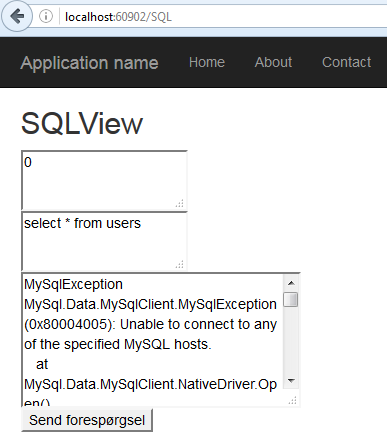 localhost:60902/SQL
Application name Home About Contact
SQLView
0
select * from users
MySqlException
MySql.Data.MySqlClient.MySqlException
(0x80004005): Unable to connect to any
of the specified MySQL hosts.
at
MySql.Data.MySqlClient.NativeDriver.Op
en()
Send forespørgsel